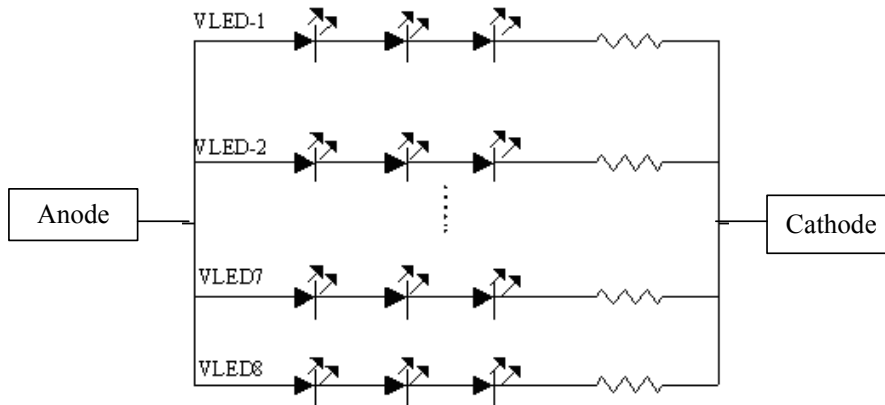 VLED-1
VLED-2
Anode
Cathode
VLED7
VLED8